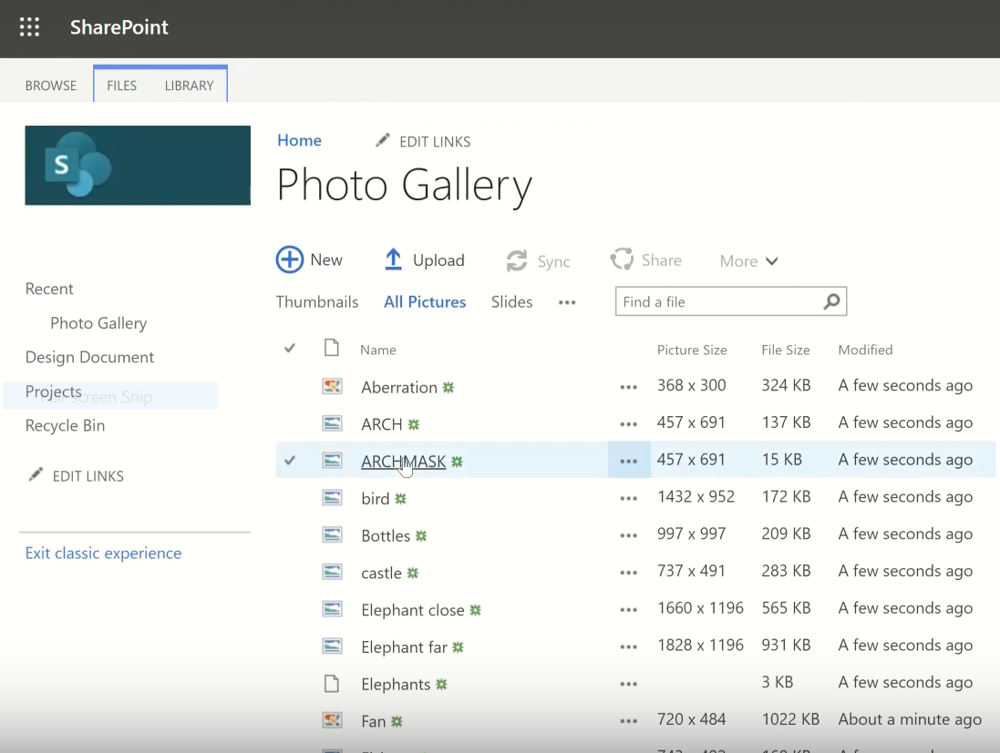 SharePoint
BROWSE FILES LIBRARY
S
Home EDIT LINKS
Photo Gallery
New Upload Sync Share More
Thumbnails All Pictures Slides ••• Find a file
Recent
Photo Gallery
Design Document
Projects
Screen Snip
Recycle Bin
EDIT LINKS
Exit classic experience
Name Picture Size File Size Modified
Aberration ••• 368 x 300 324 KB A few seconds ago
ARCH ••• 457 x 691 137 KB A few seconds ago
ARCHMASK ••• 457 x 691 15 KB A few seconds ago
bird ••• 1432 x 952 172 KB A few seconds ago
Bottles ••• 997 x 997 209 KB A few seconds ago
castle ••• 737 x 491 283 KB A few seconds ago
Elephant close ••• 1660 x 1196 565 KB A few seconds ago
Elephant far ••• 1828 x 1196 931 KB A few seconds ago
Elephants ••• 3 KB A few seconds ago
Fan ••• 720 x 484 1022 KB About a minute ago